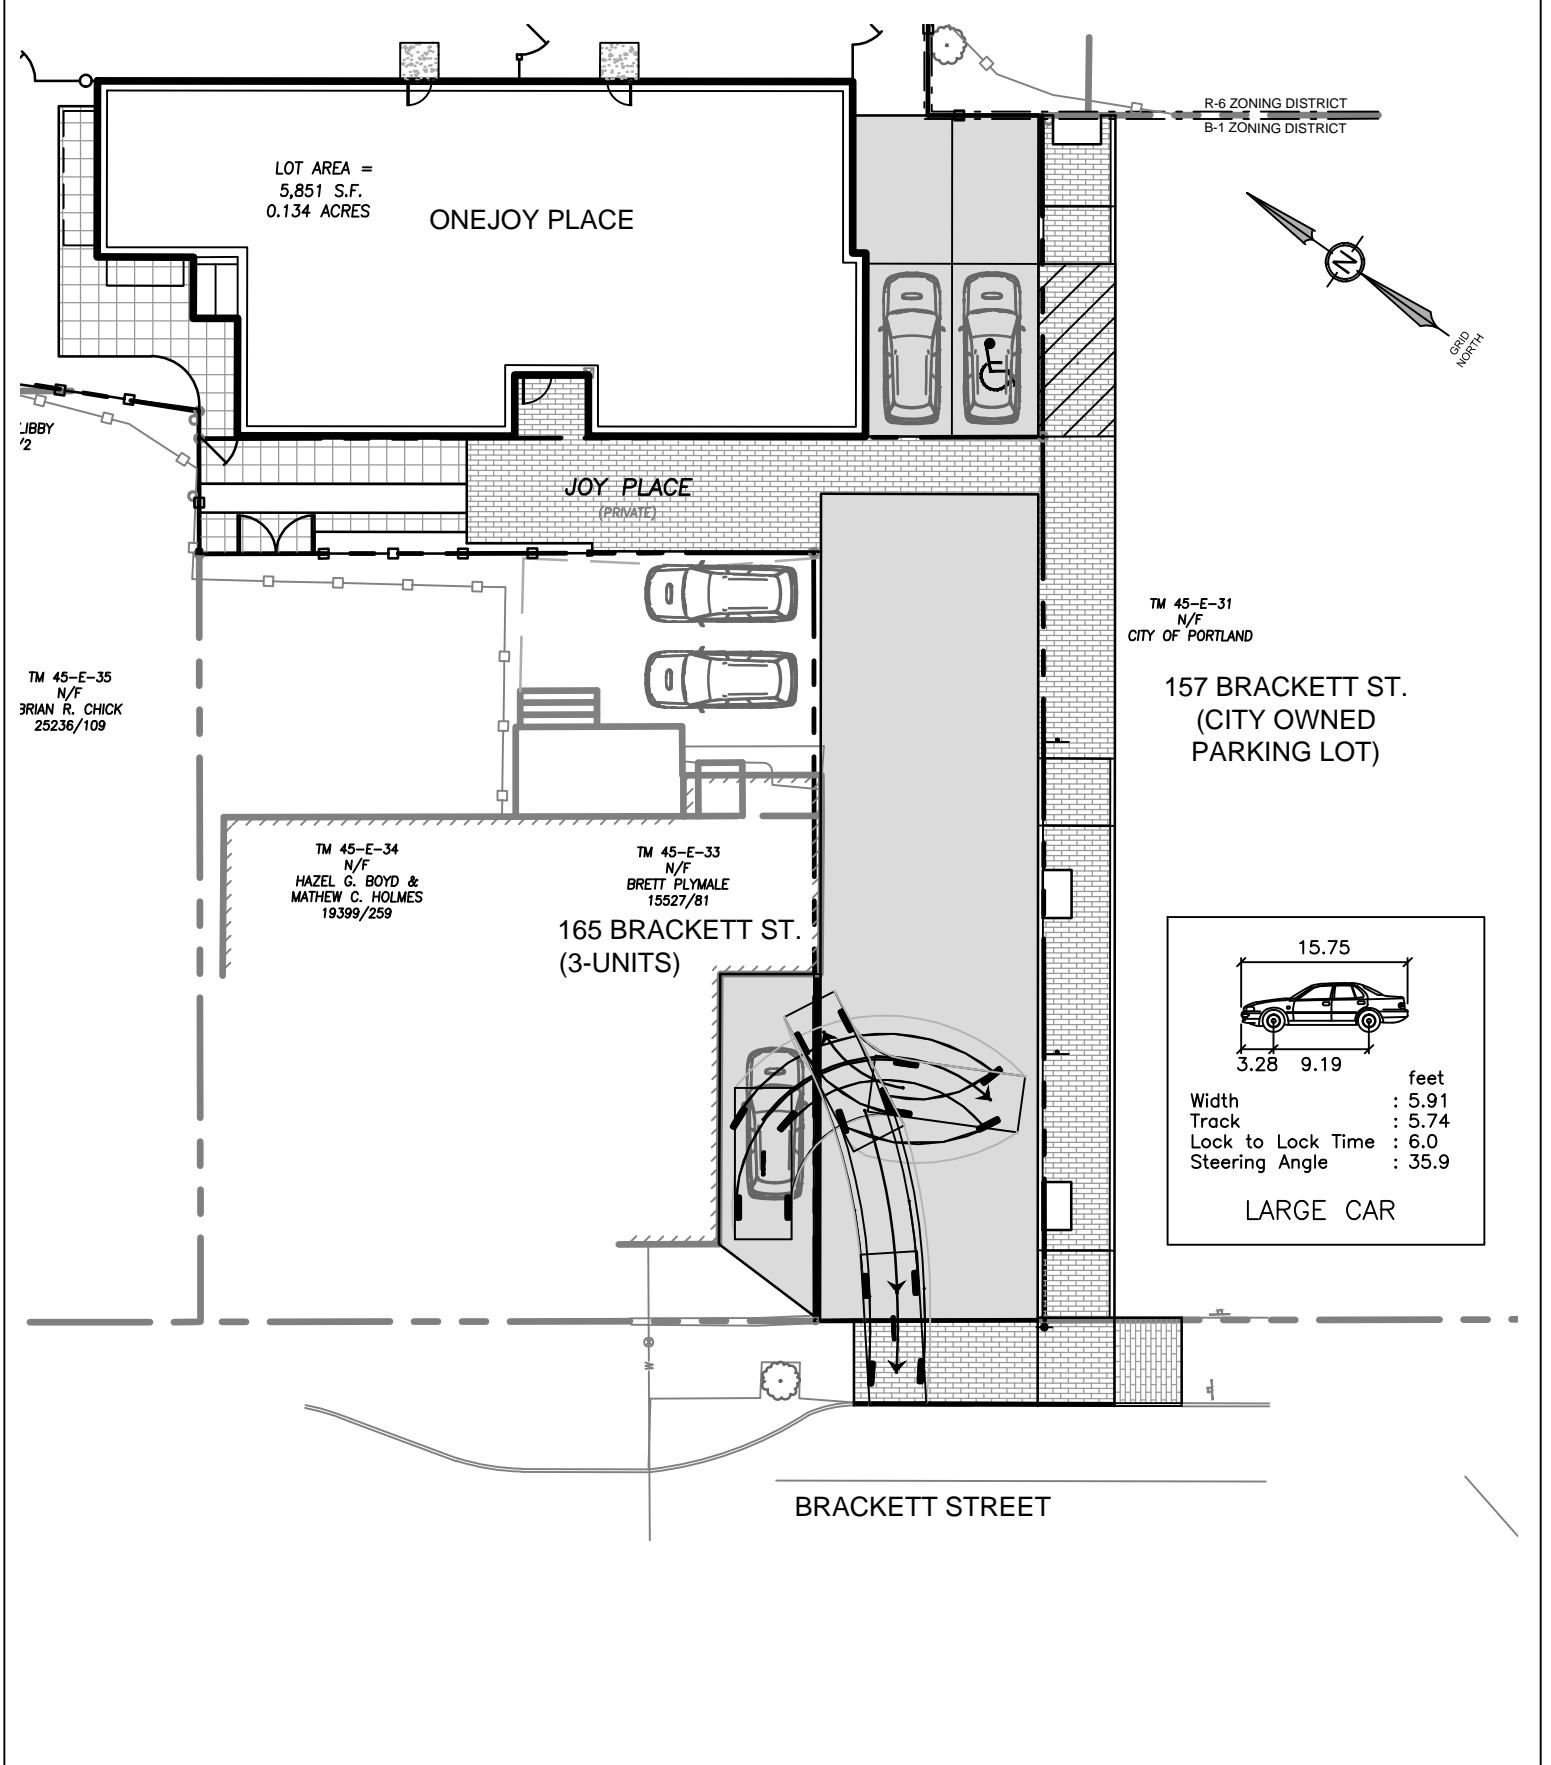 R-6 ZONING DISTRICT
B-1 ZONING DISTRICT
LOT AREA =
5,851 S.F.
0.134 ACRES
ONEJOY PLACE
N
GRID
NORTH
LIBBY
/2
JOY PLACE
(PRIVATE)
TM 45-E-31
N/F
CITY OF PORTLAND
157 BRACKETT ST.
(CITY OWNED
PARKING LOT)
TM 45-E-35
N/F
BRIAN R. CHICK
25236/109
TM 45-E-34
N/F
HAZEL G. BOYD &
MATHEW C. HOLMES
19399/259
TM 45-E-33
N/F
BRETT PLYMALE
15527/81
165 BRACKETT ST.
(3-UNITS)
15.75
3.28 9.19
feet
Width : 5.91
Track : 5.74
Lock to Lock Time : 6.0
Steering Angle : 35.9
LARGE CAR
W
BRACKETT STREET